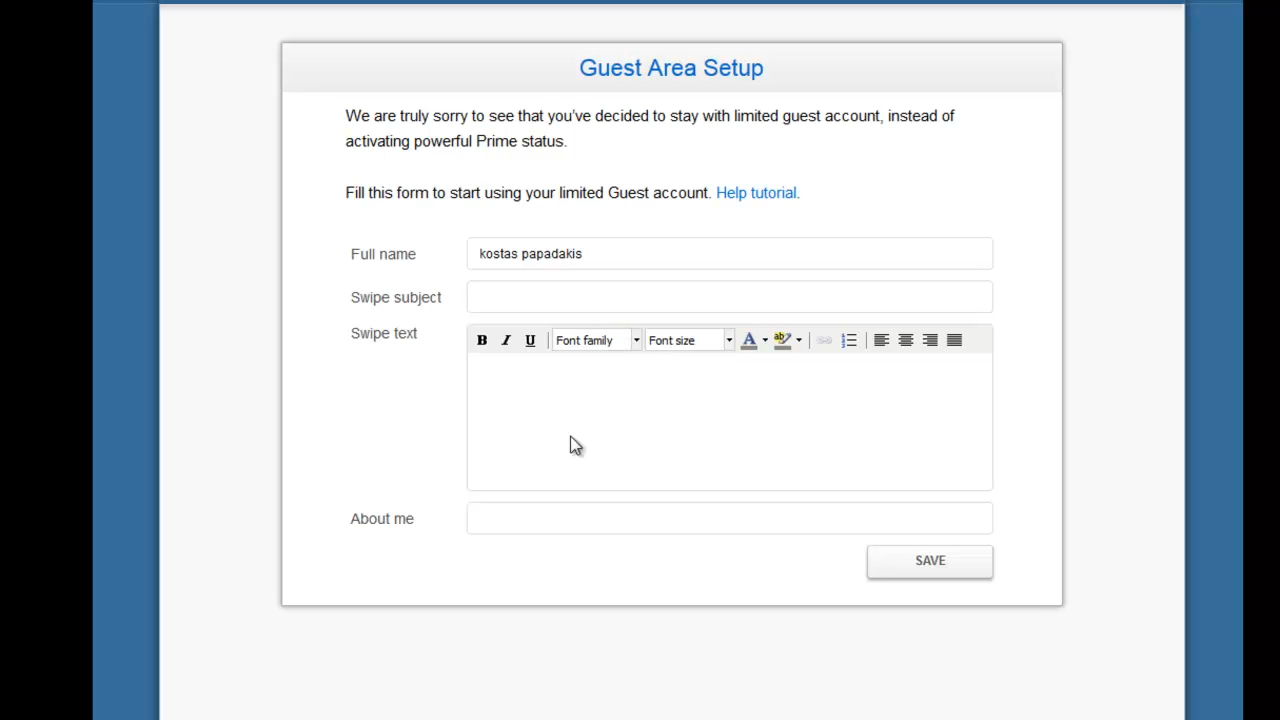 Guest Area Setup
We are truly sorry to see that you've decided to stay with limited guest account, instead of
activating powerful Prime status.
Fill this form to start using your limited Guest account. Help tutorial.
Full name
kostas papadakis
Swipe subject
Swipe text
B I U Font family Font size A ab
About me
SAVE